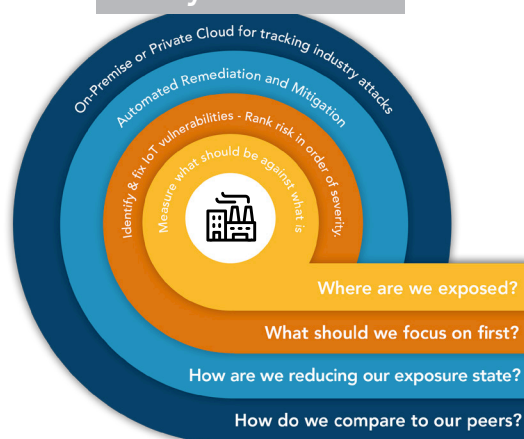 On-Premise or Private Cloud for tracking industry attacks
Automated Remediation and Mitigation
Identify & fix IoT vulnerabilities - Rank risk in order of severity.
Measure what should be against what is
Where are we exposed?
What should we focus on first?
How are we reducing our exposure state?
How do we compare to our peers?